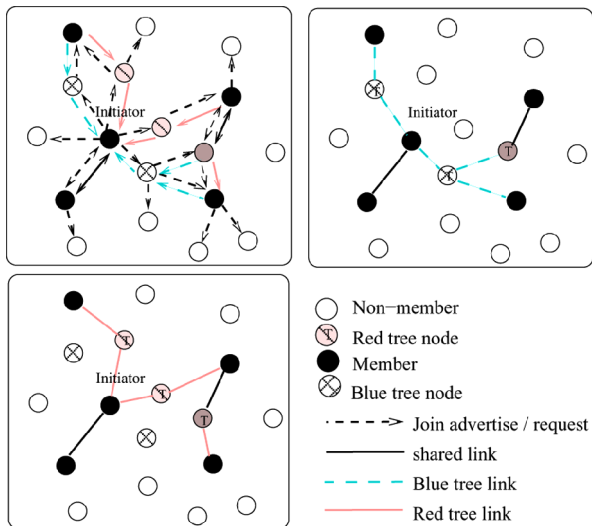 Initiator
Initiator
T
T
T
Initiator
T
T
T
Non-member
T Red tree node
Member
Blue tree node
Join advertise / request
shared link
Blue tree link
Red tree link